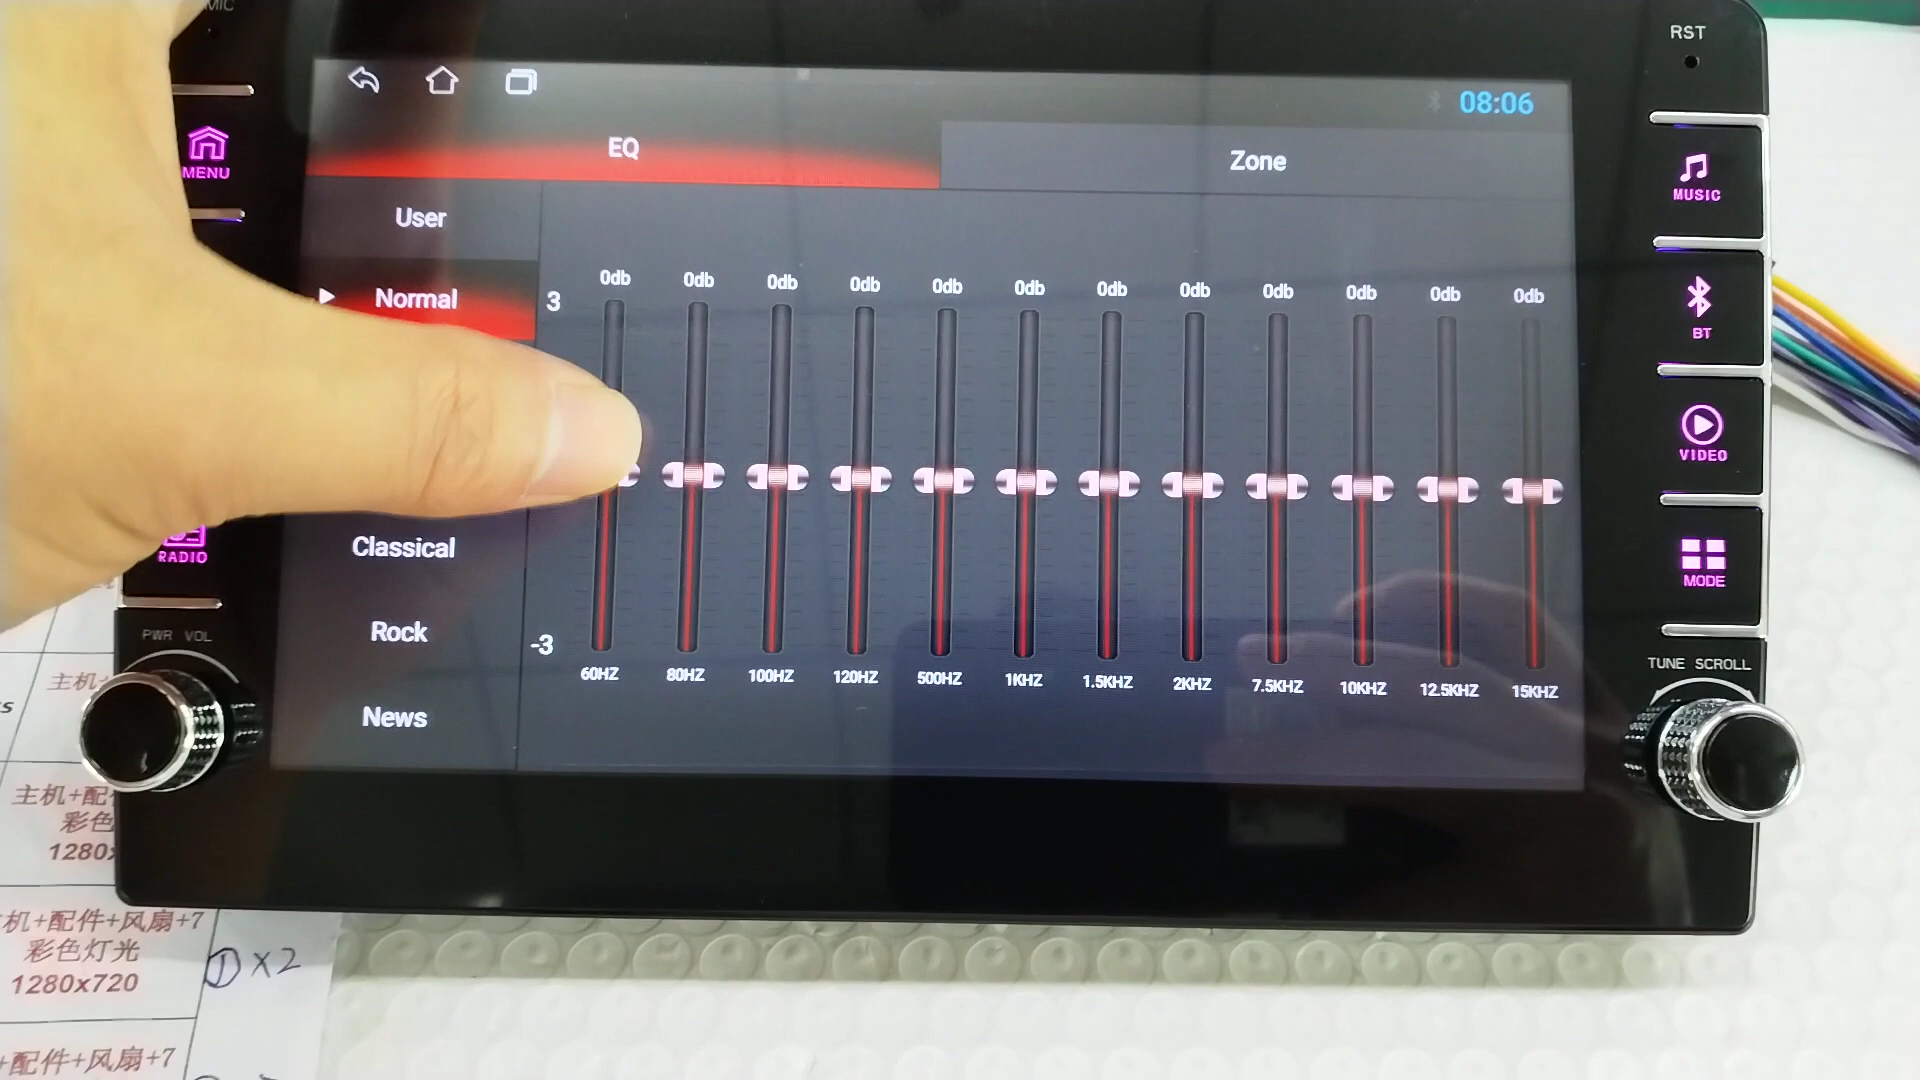 MIC
RST
08:06
EQ
Zone
MENU
MUSIC
User
Normal
0db 0db 0db 0db 0db 0db 0db 0db 0db 0db 0db 0db
3
BT
VIDEO
Classical
RADIO
MODE
Rock
PWR VOL
-3
TUNE SCROLL
60HZ 80HZ 100HZ 120HZ 500HZ 1KHZ 1.5KHZ 2KHZ 7.5KHZ 10KHZ 12.5KHZ 15KHZ
News
主机+
主机+配
彩色
1280x
机+配件+风扇+7
彩色灯光
1280x720
①X2
+配件+风扇+7